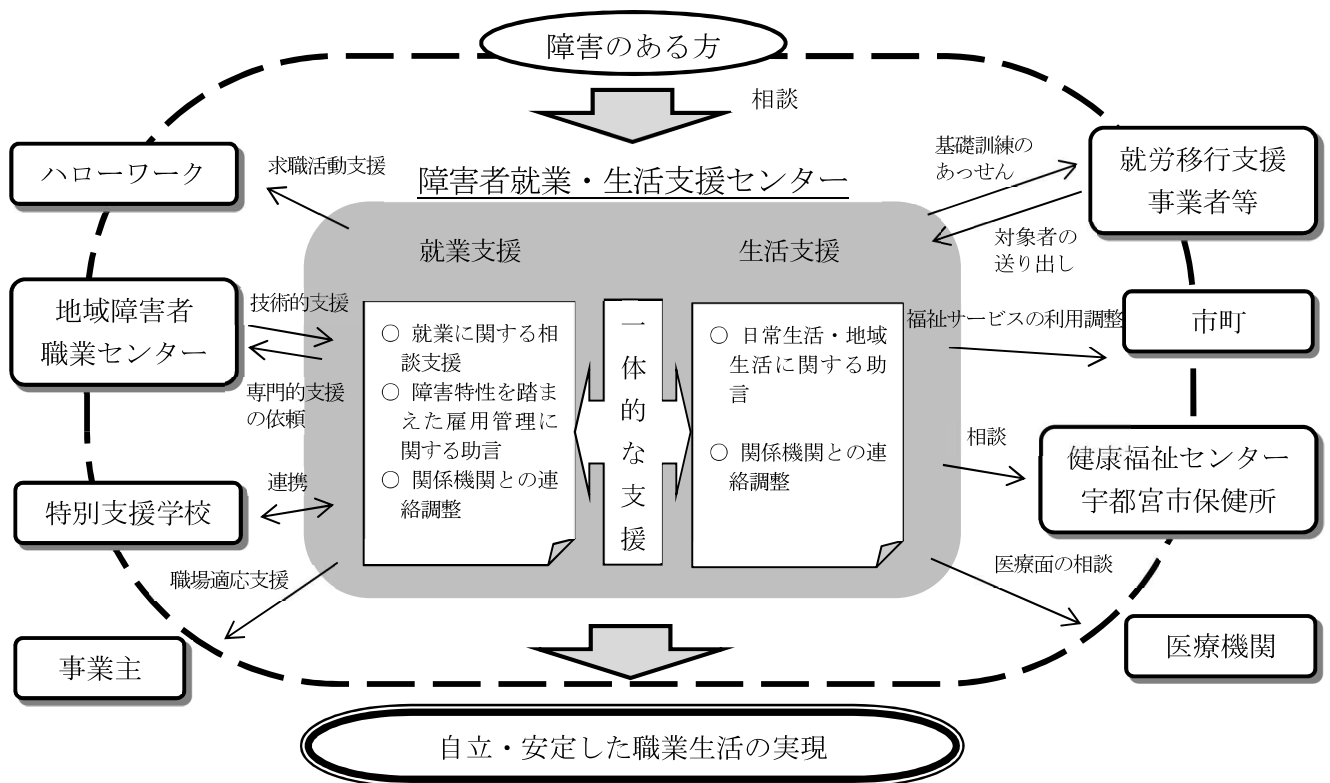 障害のある方
相談
障害者就業・生活支援センター
ハローワーク
求職活動支援
地域障害者
職業センター
技術的支援
専門的支援
の依頼
特別支援学校
連携
職場適応支援
事業主
就業支援
○ 就業に関する相
談支援
○ 障害特性を踏ま
えた雇用管理に
関する助言
○ 関係機関との連
絡調整
一体的な支援
生活支援
○ 日常生活・地域
生活に関する助
言
○ 関係機関との連
絡調整
基礎訓練の
あっせん
就労移行支援
事業者等
対象者の
送り出し
福祉サービスの利用調整
市町
相談
健康福祉センター
宇都宮市保健所
医療面の相談
医療機関
自立・安定した職業生活の実現